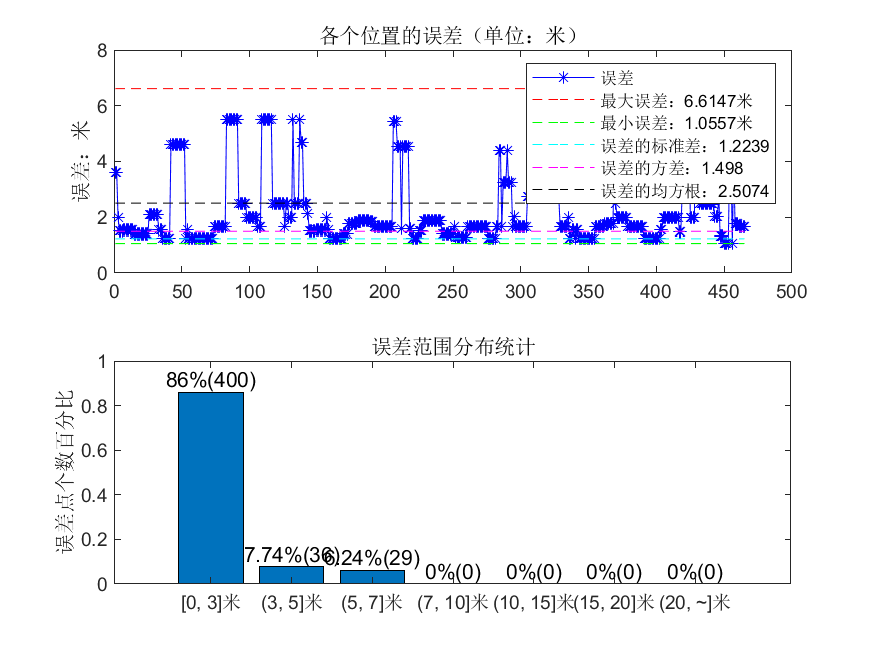 各个位置的误差（单位：米）
误差：米
8
6
4
2
0
误差
最大误差：6.6147米
最小误差：1.0557米
误差的标准差：1.2239
误差的方差：1.498
误差的均方根：2.5074
0 50 100 150 200 250 300 350 400 450 500
误差范围分布统计
误差点个数百分比
1
0.8
0.6
0.4
0.2
0
86%(400)
7.74%(36)
6.24%(29)
0%(0) 0%(0) 0%(0) 0%(0)
[0, 3]米 (3, 5]米 (5, 7]米 (7, 10]米 (10, 15]米 (15, 20]米 (20, ~]米